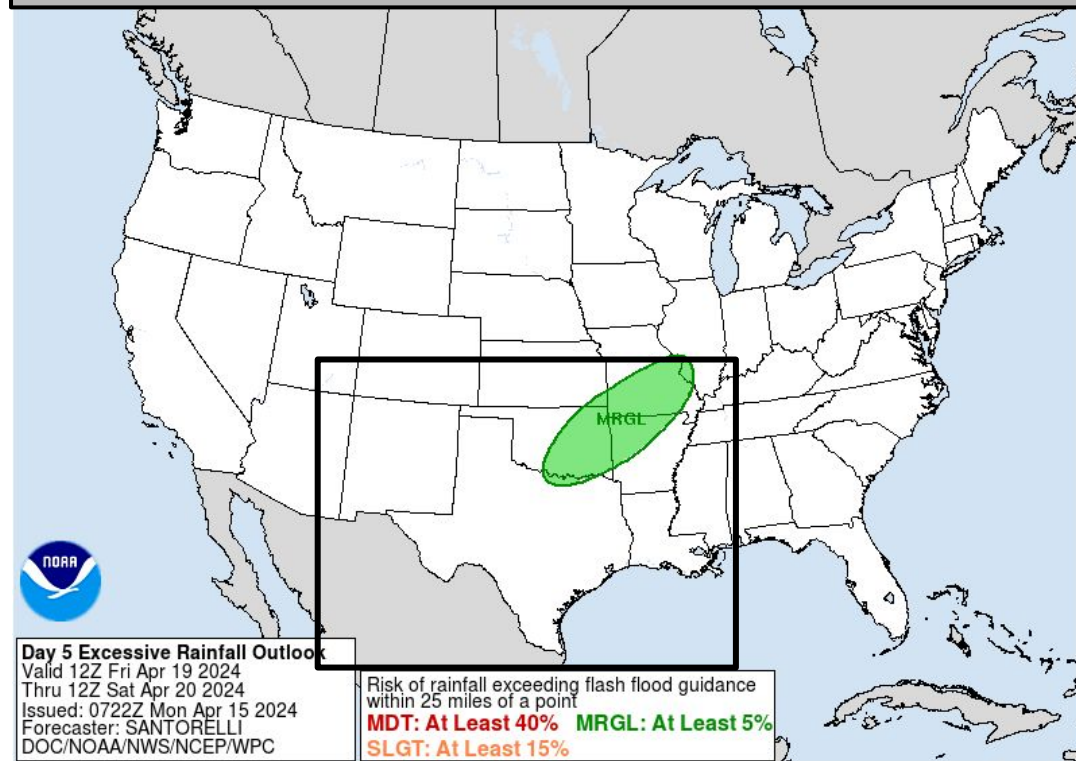 MRGL
NOAA
Day 5 Excessive Rainfall Outlook
Valid 12Z Fri Apr 19 2024
Thru 12Z Sat Apr 20 2024
Issued: 0722Z Mon Apr 15 2024
Forecaster: SANTORELLI
DOC/NOAA/NWS/NCEP/WPC
Risk of rainfall exceeding flash flood guidance
within 25 miles of a point
MDT: At Least 40% MRGL: At Least 5%
SLGT: At Least 15%